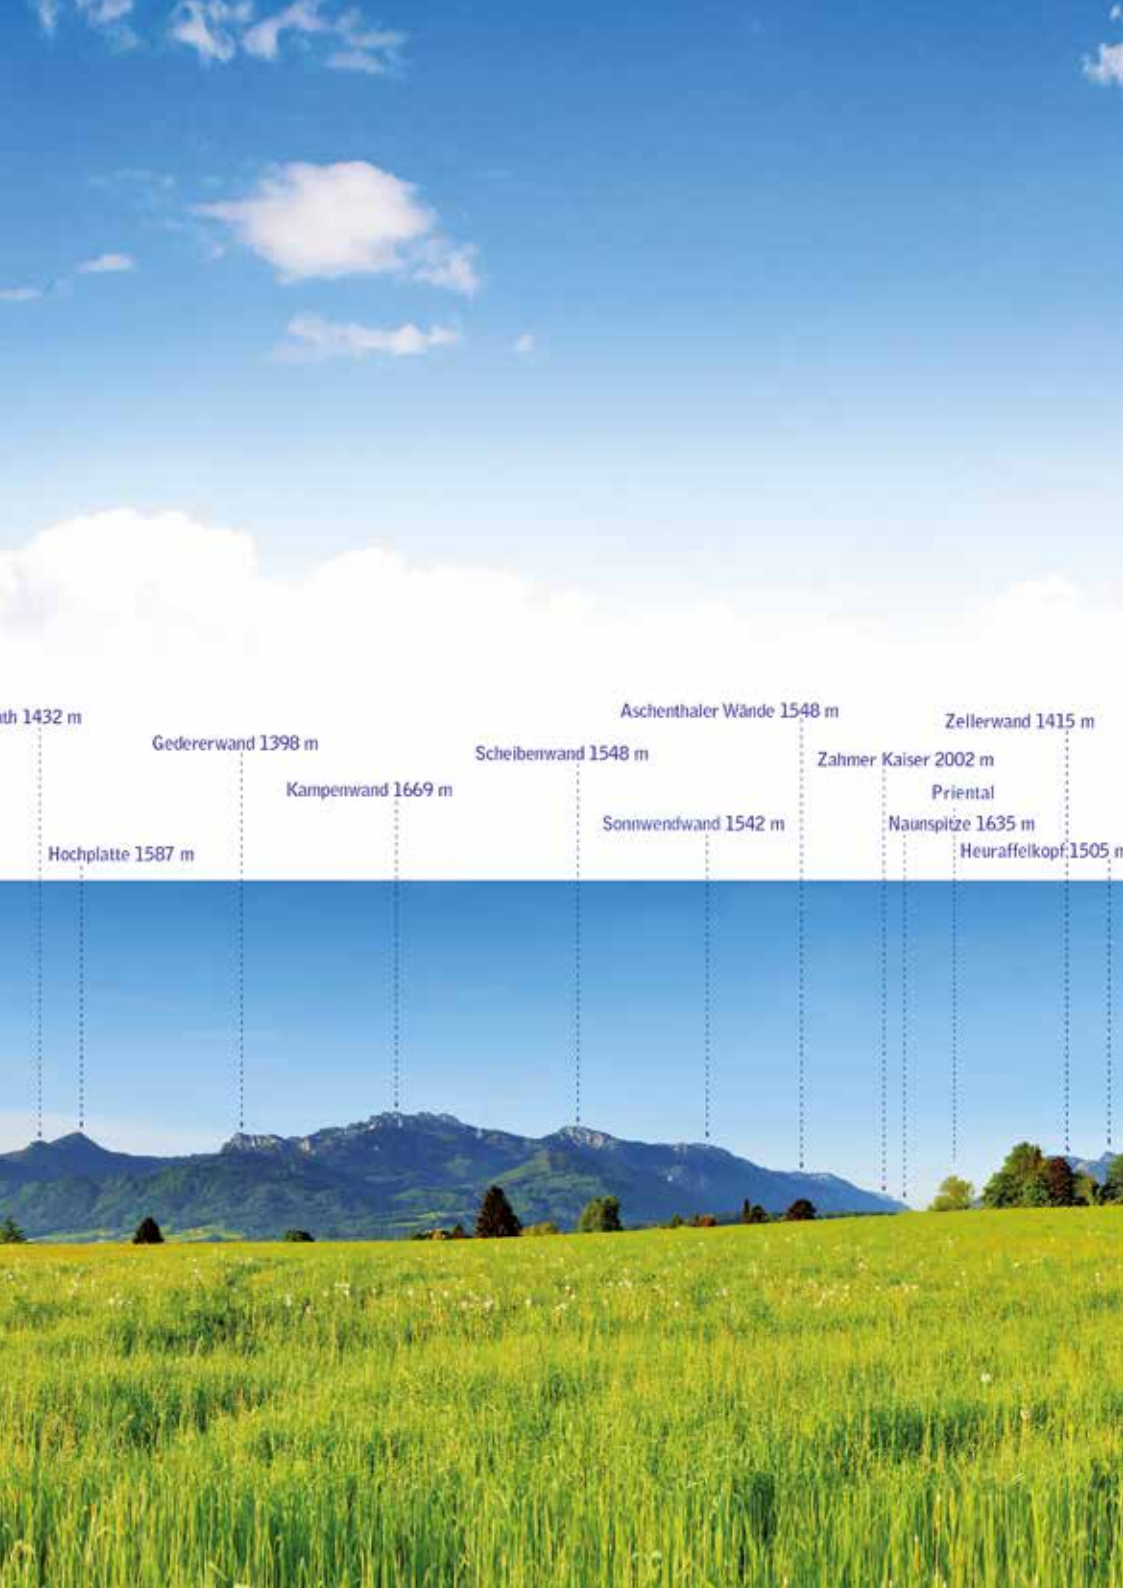 1432 m
Hochplatte 1587 m
Gedererwand 1398 m
Kampenwand 1669 m
Scheibenwand 1548 m
Sonnwendwand 1542 m
Aschenthaler Wände 1548 m
Zahmer Kaiser 2002 m
Priental
Naunspitze 1635 m
Zellerwand 1415 m
Heuraffelkopf 1505 m